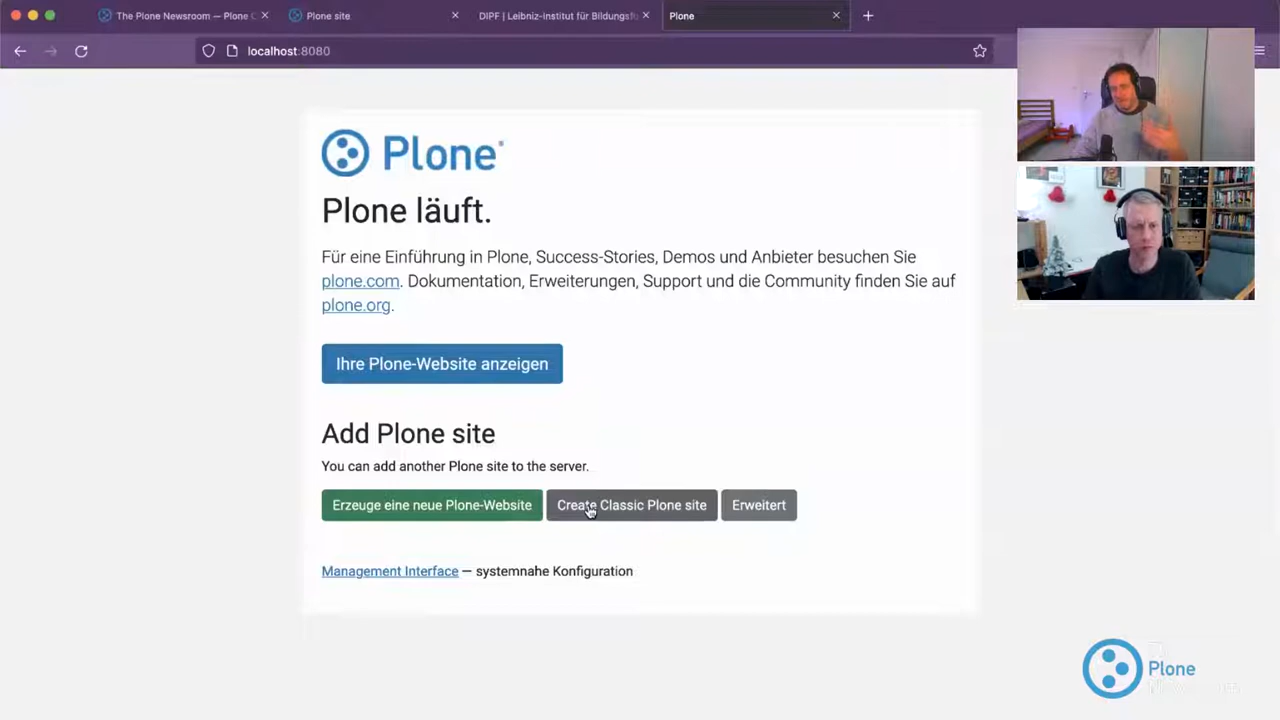 The Plone Newsroom — Plone C
Plone site
DIPF | Leibniz-Institut für Bildungsf
Plone
localhost:8080
Plone
Plone läuft.
Für eine Einführung in Plone, Success-Stories, Demos und Anbieter besuchen Sie
plone.com. Dokumentation, Erweiterungen, Support und die Community finden Sie auf
plone.org.
Ihre Plone-Website anzeigen
Add Plone site
You can add another Plone site to the server.
Erzeuge eine neue Plone-Website
Create Classic Plone site
Erweitert
Management Interface — systemnahe Konfiguration
Plone